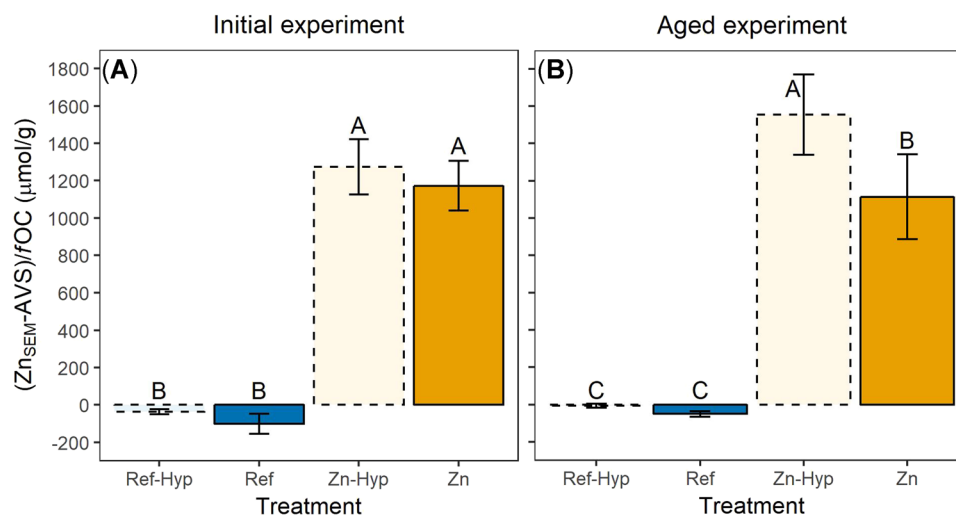 Initial experiment
Aged experiment
(ZnSEM-AVS)/fOC (μmol/g)
(A)
1800
1600
1400
1200
1000
800
600
400
200
0
-200
B
B
A
A
Ref-Hyp
Ref
Zn-Hyp
Zn
Treatment
(B)
C
C
A
B
Ref-Hyp
Ref
Zn-Hyp
Zn
Treatment